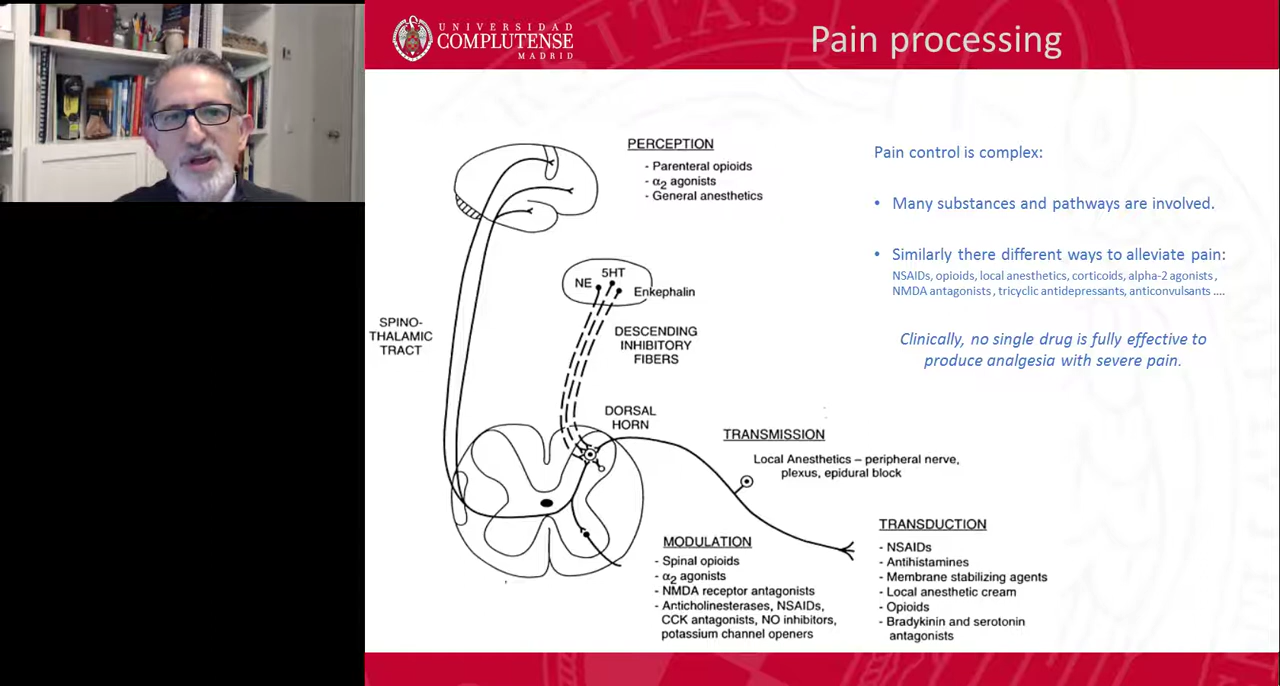 UNIVERSIDAD
COMPLUTENSE
MADRID
Pain processing
PERCEPTION
- Parenteral opioids
- α2 agonists
- General anesthetics
NE
5HT
Enkephalin
SPINO-
THALAMIC
TRACT
DESCENDING
INHIBITORY
FIBERS
DORSAL
HORN
TRANSMISSION
Local Anesthetics – peripheral nerve,
plexus, epidural block
TRANSDUCTION
- NSAIDs
- Antihistamines
- Membrane stabilizing agents
- Local anesthetic cream
- Opioids
- Bradykinin and serotonin
antagonists
MODULATION
- Spinal opioids
- α2 agonists
- NMDA receptor antagonists
- Anticholinesterases, NSAIDs,
CCK antagonists, NO inhibitors,
potassium channel openers
Pain control is complex:
• Many substances and pathways are involved.
• Similarly there different ways to alleviate pain:
NSAIDs, opioids, local anesthetics, corticoids, alpha-2 agonists,
NMDA antagonists, tricyclic antidepressants, anticonvulsants ....
Clinically, no single drug is fully effective to
produce analgesia with severe pain.